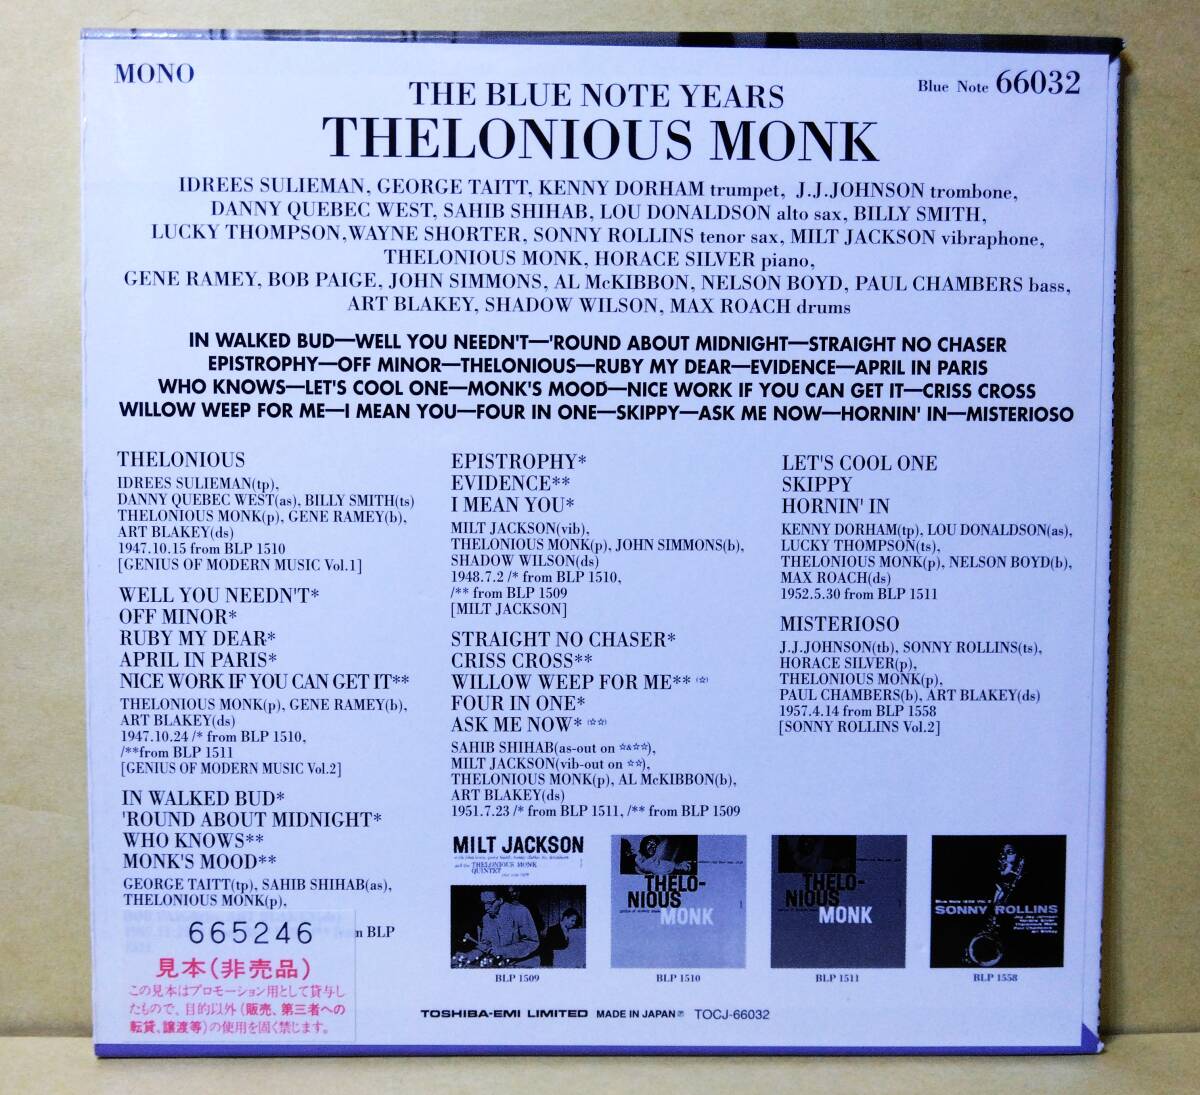 MONO
Blue Note 66032
THE BLUE NOTE YEARS
THELONIOUS MONK
IDREES SULIEMAN, GEORGE TAITT, KENNY DORHAM trumpet, J.J.JOHNSON trombone,
DANNY QUEBEC WEST, SAHIB SHIHAB, LOU DONALDSON alto sax, BILLY SMITH,
LUCKY THOMPSON,WAYNE SHORTER, SONNY ROLLINS tenor sax, MILT JACKSON vibraphone,
THELONIOUS MONK, HORACE SILVER piano,
GENE RAMEY, BOB PAIGE, JOHN SIMMONS, AL McKIBBON, NELSON BOYD, PAUL CHAMBERS bass,
ART BLAKEY, SHADOW WILSON, MAX ROACH drums
IN WALKED BUD—WELL YOU NEEDN'T—'ROUND ABOUT MIDNIGHT—STRAIGHT NO CHASER
EPISTROPHY—OFF MINOR—THELONIOUS—RUBY MY DEAR—EVIDENCE—APRIL IN PARIS
WHO KNOWS—LET'S COOL ONE—MONK'S MOOD—NICE WORK IF YOU CAN GET IT—CRISS CROSS
WILLOW WEEP FOR ME—I MEAN YOU—FOUR IN ONE—SKIPPY—ASK ME NOW—HORNIN' IN—MISTERIOSO
THELONIOUS
IDREES SULIEMAN(tp),
DANNY QUEBEC WEST(as), BILLY SMITH(ts)
THELONIOUS MONK(p), GENE RAMEY(b),
ART BLAKEY(ds)
1947.10.15 from BLP 1510
[GENIUS OF MODERN MUSIC Vol.1]
WELL YOU NEEDN'T*
OFF MINOR*
RUBY MY DEAR*
APRIL IN PARIS*
NICE WORK IF YOU CAN GET IT**
THELONIOUS MONK(p), GENE RAMEY(b),
ART BLAKEY(ds)
1947.10.24 /* from BLP 1510,
/**from BLP 1511
[GENIUS OF MODERN MUSIC Vol.2]
IN WALKED BUD*
'ROUND ABOUT MIDNIGHT*
WHO KNOWS**
MONK'S MOOD**
GEORGE TAITT(tp), SAHIB SHIHAB(as),
THELONIOUS MONK(p),
BLP
665246
見本(非売品)
この見本はプロモーション用として貸与し
たもので、目的以外(販売、第三者への
転貸、譲渡等)の使用を固く禁じます。
EPISTROPHY*
EVIDENCE**
I MEAN YOU*
MILT JACKSON(vib),
THELONIOUS MONK(p), JOHN SIMMONS(b),
SHADOW WILSON(ds)
1948.7.2 /* from BLP 1510,
/** from BLP 1509
[MILT JACKSON]
STRAIGHT NO CHASER*
CRISS CROSS**
WILLOW WEEP FOR ME** (☆)
FOUR IN ONE*
ASK ME NOW* (☆☆)
SAHIB SHIHAB(as-out on ☆&☆☆),
MILT JACKSON(vib-out on ☆☆),
THELONIOUS MONK(p), AL McKIBBON(b),
ART BLAKEY(ds)
1951.7.23 /* from BLP 1511, /** from BLP 1509
LET'S COOL ONE
SKIPPY
HORNIN' IN
KENNY DORHAM(tp), LOU DONALDSON(as),
LUCKY THOMPSON(ts),
THELONIOUS MONK(p), NELSON BOYD(b),
MAX ROACH(ds)
1952.5.30 from BLP 1511
MISTERIOSO
J.J.JOHNSON(tb), SONNY ROLLINS(ts),
HORACE SILVER(p),
THELONIOUS MONK(p),
PAUL CHAMBERS(b), ART BLAKEY(ds)
1957.4.14 from BLP 1558
[SONNY ROLLINS Vol.2]
MILT JACKSON
and the THELONIOUS MONK
QUINTET
BLP 1509
THELO-
NIOUS
MONK
BLP 1510
THELO-
NIOUS
MONK
BLP 1511
SONNY ROLLINS
BLP 1558
TOSHIBA-EMI LIMITED MADE IN JAPAN Ⓟ TOCJ-66032